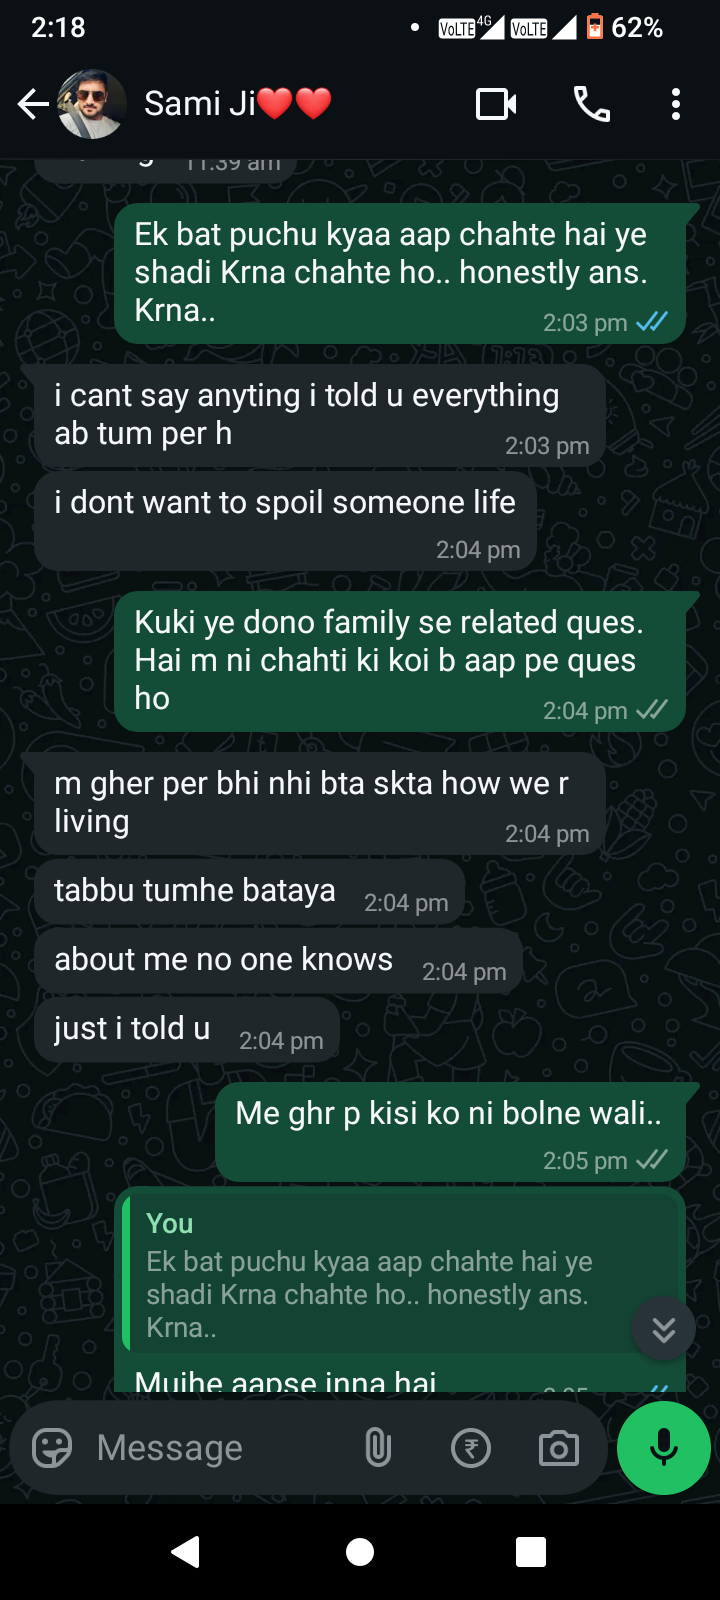 2:18
VoLTE 4G VoLTE 62%
Sami Ji❤️❤️
11:39 am
Ek bat puchu kyaa aap chahte hai ye
shadi Krna chahte ho.. honestly ans.
Krna..
2:03 pm
i cant say anyting i told u everything
ab tum per h
2:03 pm
i dont want to spoil someone life
2:04 pm
Kuki ye dono family se related ques.
Hai m ni chahti ki koi b aap pe ques
ho
2:04 pm
m gher per bhi nhi bta skta how we r
living
2:04 pm
tabbu tumhe bataya 2:04 pm
about me no one knows 2:04 pm
just i told u 2:04 pm
Me ghr p kisi ko ni bolne wali..
2:05 pm
You
Ek bat puchu kyaa aap chahte hai ye
shadi Krna chahte ho.. honestly ans.
Krna..
Mujhe aapse jnna hai
Message